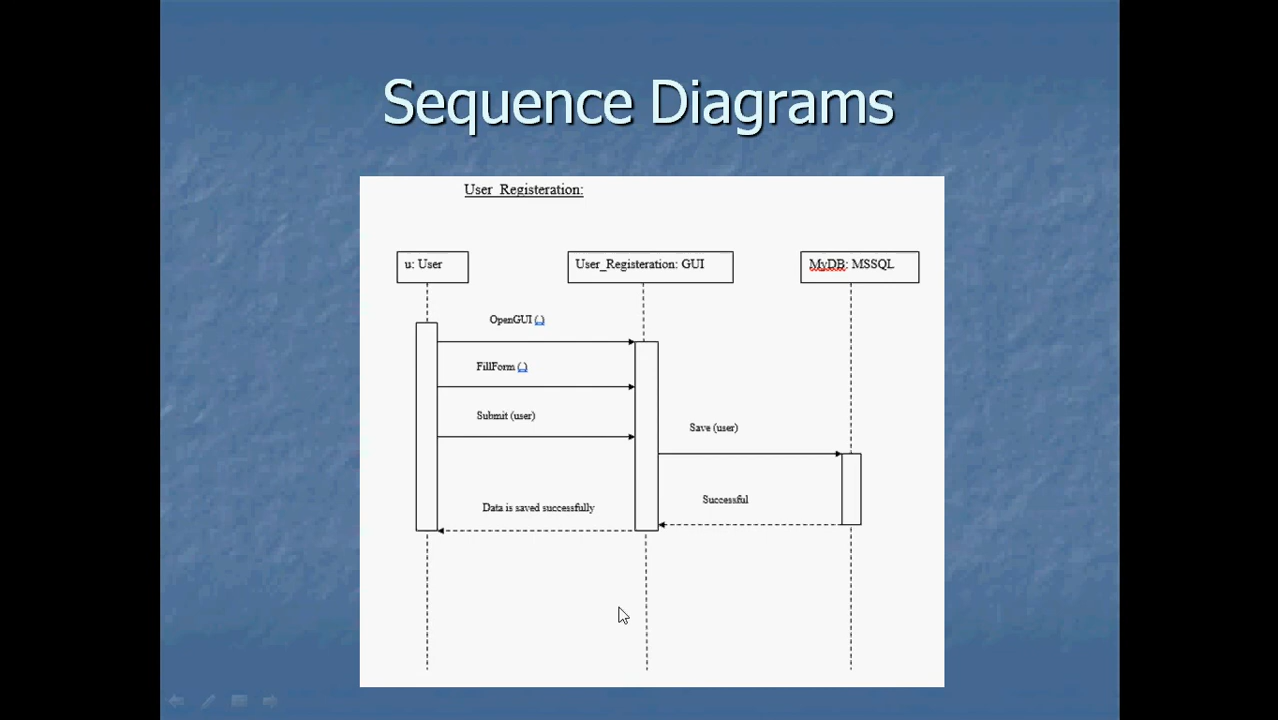 Sequence Diagrams
User_Registeration:
u: User
User_Registeration: GUI
MyDB: MSSQL
OpenGUI ()
FillForm ()
Submit (user)
Save (user)
Successful
Data is saved successfully